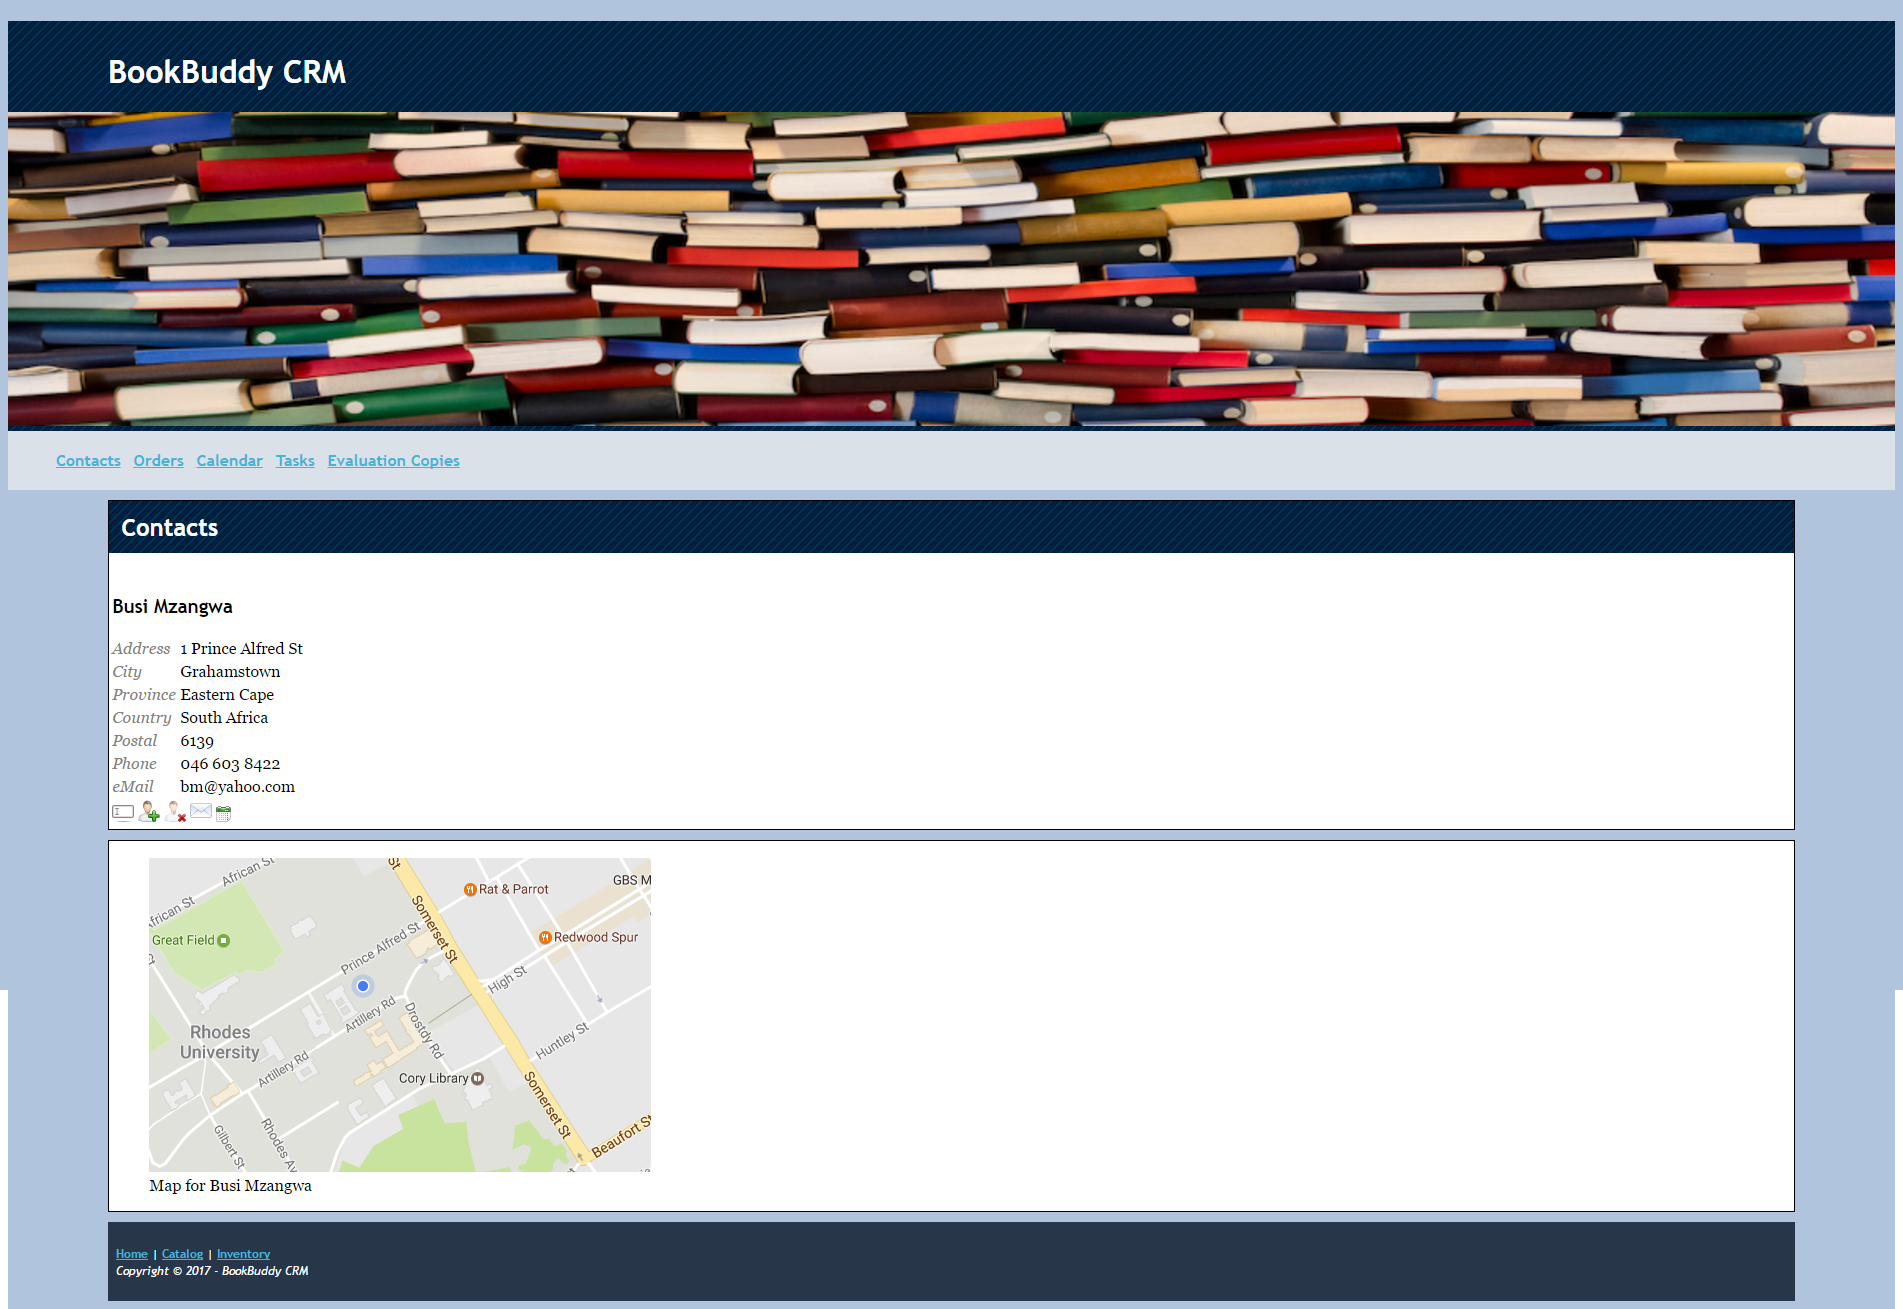 BookBuddy CRM
Contacts Orders Calendar Tasks Evaluation Copies
Contacts
Busi Mzangwa
Address 1 Prince Alfred St
City Grahamstown
Province Eastern Cape
Country South Africa
Postal 6139
Phone 046 603 8422
eMail bm@yahoo.com
African St
St
GBS M
Rat & Parrot
African St
Somerset St
Great Field
Prince Alfred St
Redwood Spur
High St
Artillery Rd
Drostdy Rd
Rhodes
University
Huntley St
Artillery Rd
Cory Library
Somerset St
Gilbert St
Rhodes Av
Beaufort St
Map for Busi Mzangwa
Home | Catalog | Inventory
Copyright © 2017 - BookBuddy CRM